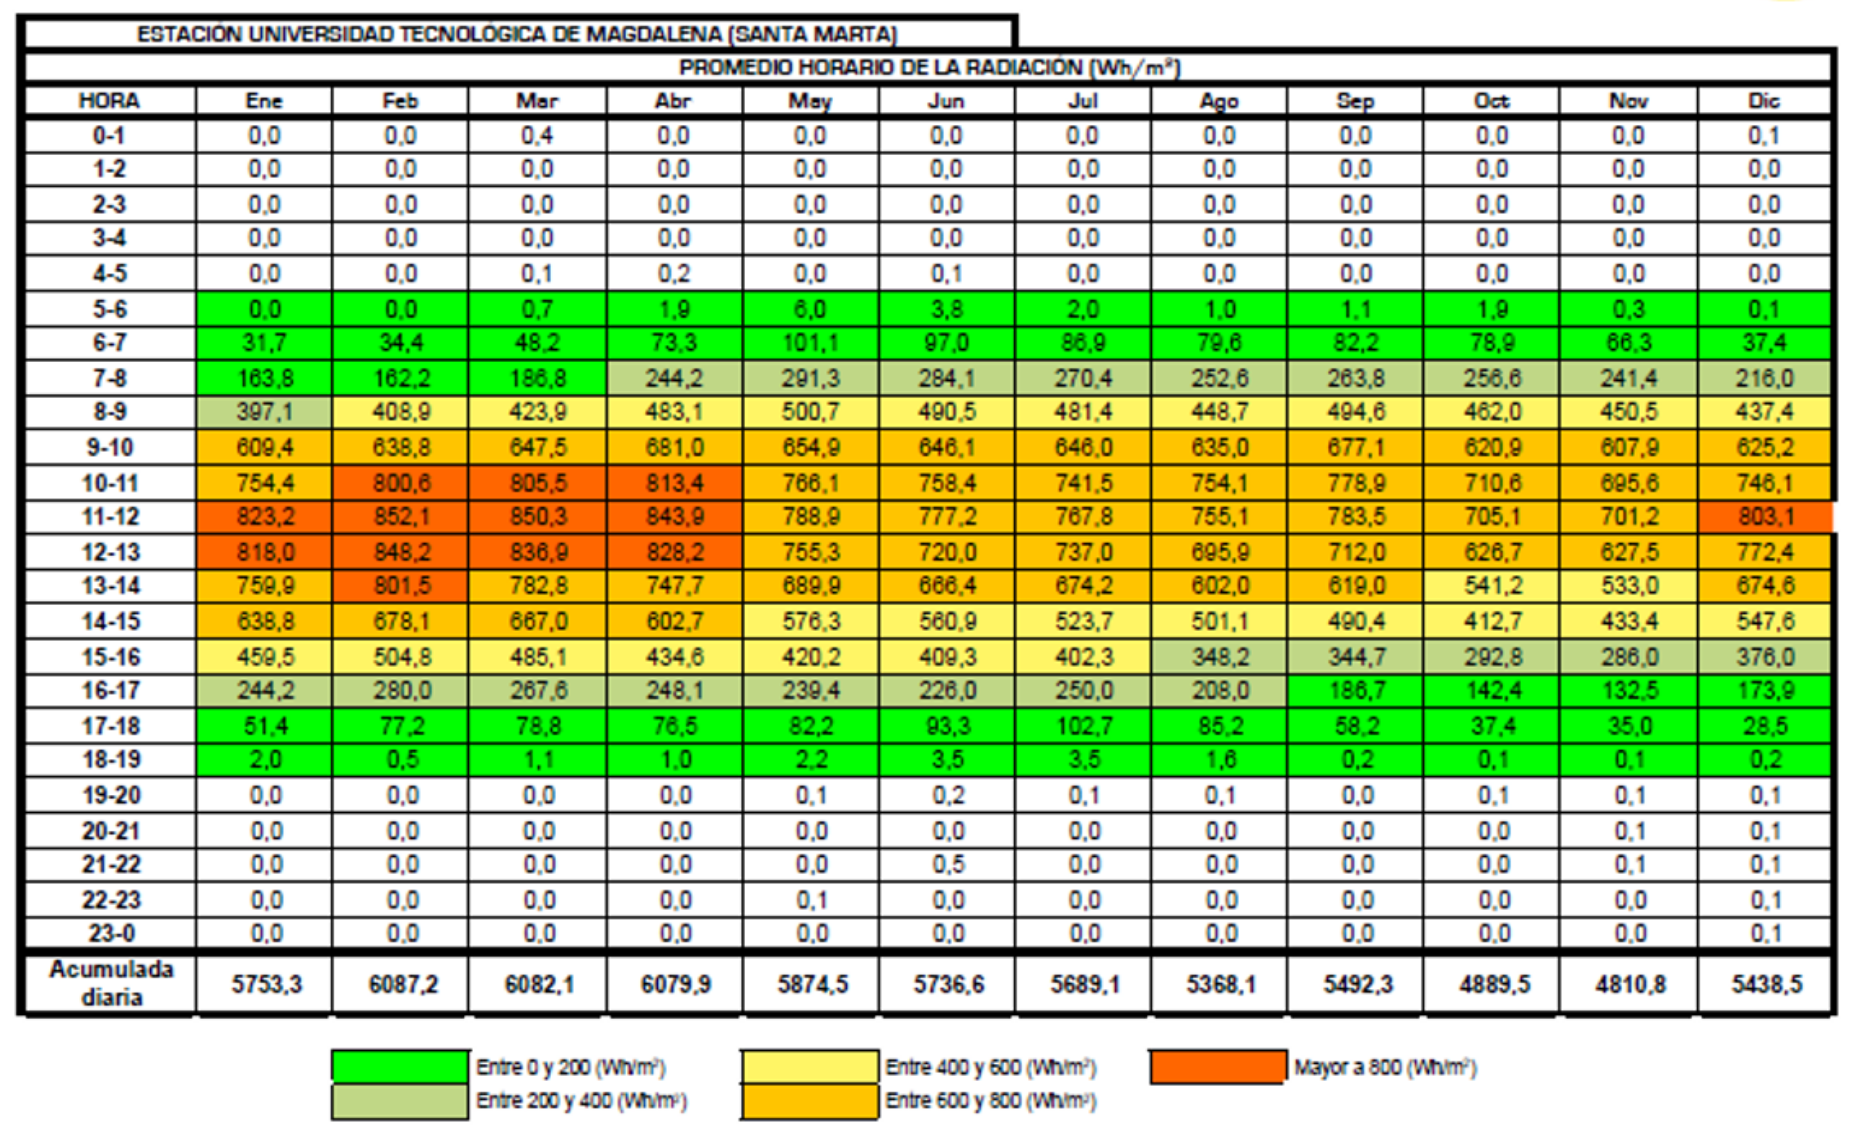 ESTACIÓN UNIVERSIDAD TECNOLÓGICA DE MAGDALENA (SANTA MARTA)
PROMEDIO HORARIO DE LA RADIACIÓN (Wh/m²)
HORA Ene Feb Mar Abr May Jun Jul Ago Sep Oct Nov Dic
0-1 0,0 0,0 0,4 0,0 0,0 0,0 0,0 0,0 0,0 0,0 0,0 0,1
1-2 0,0 0,0 0,0 0,0 0,0 0,0 0,0 0,0 0,0 0,0 0,0 0,0
2-3 0,0 0,0 0,0 0,0 0,0 0,0 0,0 0,0 0,0 0,0 0,0 0,0
3-4 0,0 0,0 0,0 0,0 0,0 0,0 0,0 0,0 0,0 0,0 0,0 0,0
4-5 0,0 0,0 0,1 0,2 0,0 0,1 0,0 0,0 0,0 0,0 0,0 0,0
5-6 0,0 0,0 0,7 1,9 6,0 3,8 2,0 1,0 1,1 1,9 0,3 0,1
6-7 31,7 34,4 48,2 73,3 101,1 97,0 86,9 79,6 82,2 78,9 66,3 37,4
7-8 163,8 162,2 186,8 244,2 291,3 284,1 270,4 252,6 263,8 256,6 241,4 216,0
8-9 397,1 408,9 423,9 483,1 500,7 490,5 481,4 448,7 494,6 462,0 450,5 437,4
9-10 609,4 638,8 647,5 681,0 654,9 646,1 646,0 635,0 677,1 620,9 607,9 625,2
10-11 754,4 800,6 805,5 813,4 766,1 758,4 741,5 754,1 778,9 710,6 695,6 746,1
11-12 823,2 852,1 850,3 843,9 788,9 777,2 767,8 755,1 783,5 705,1 701,2 803,1
12-13 818,0 848,2 836,9 828,2 755,3 720,0 737,0 695,9 712,0 626,7 627,5 772,4
13-14 759,9 801,5 782,8 747,7 689,9 666,4 674,2 602,0 619,0 541,2 533,0 674,6
14-15 638,8 678,1 667,0 602,7 576,3 560,9 523,7 501,1 490,4 412,7 433,4 547,6
15-16 459,5 504,8 485,1 434,6 420,2 409,3 402,3 348,2 344,7 292,8 286,0 376,0
16-17 244,2 280,0 267,6 248,1 239,4 226,0 250,0 208,0 186,7 142,4 132,5 173,9
17-18 51,4 77,2 78,8 76,5 82,2 93,3 102,7 85,2 58,2 37,4 35,0 28,5
18-19 2,0 0,5 1,1 1,0 2,2 3,5 3,5 1,6 0,2 0,1 0,1 0,2
19-20 0,0 0,0 0,0 0,0 0,1 0,2 0,1 0,1 0,0 0,1 0,1 0,1
20-21 0,0 0,0 0,0 0,0 0,0 0,0 0,0 0,0 0,0 0,0 0,1 0,1
21-22 0,0 0,0 0,0 0,0 0,0 0,5 0,0 0,0 0,0 0,0 0,1 0,1
22-23 0,0 0,0 0,0 0,0 0,1 0,0 0,0 0,0 0,0 0,0 0,0 0,1
23-0 0,0 0,0 0,0 0,0 0,0 0,0 0,0 0,0 0,0 0,0 0,0 0,1
Acumulada
diaria 5753,3 6087,2 6082,1 6079,9 5874,5 5736,6 5689,1 5368,1 5492,3 4889,5 4810,8 5438,5
Entre 0 y 200 (Wh/m²) Entre 400 y 600 (Wh/m²) Mayor a 800 (Wh/m²)
Entre 200 y 400 (Wh/m²) Entre 600 y 800 (Wh/m²)